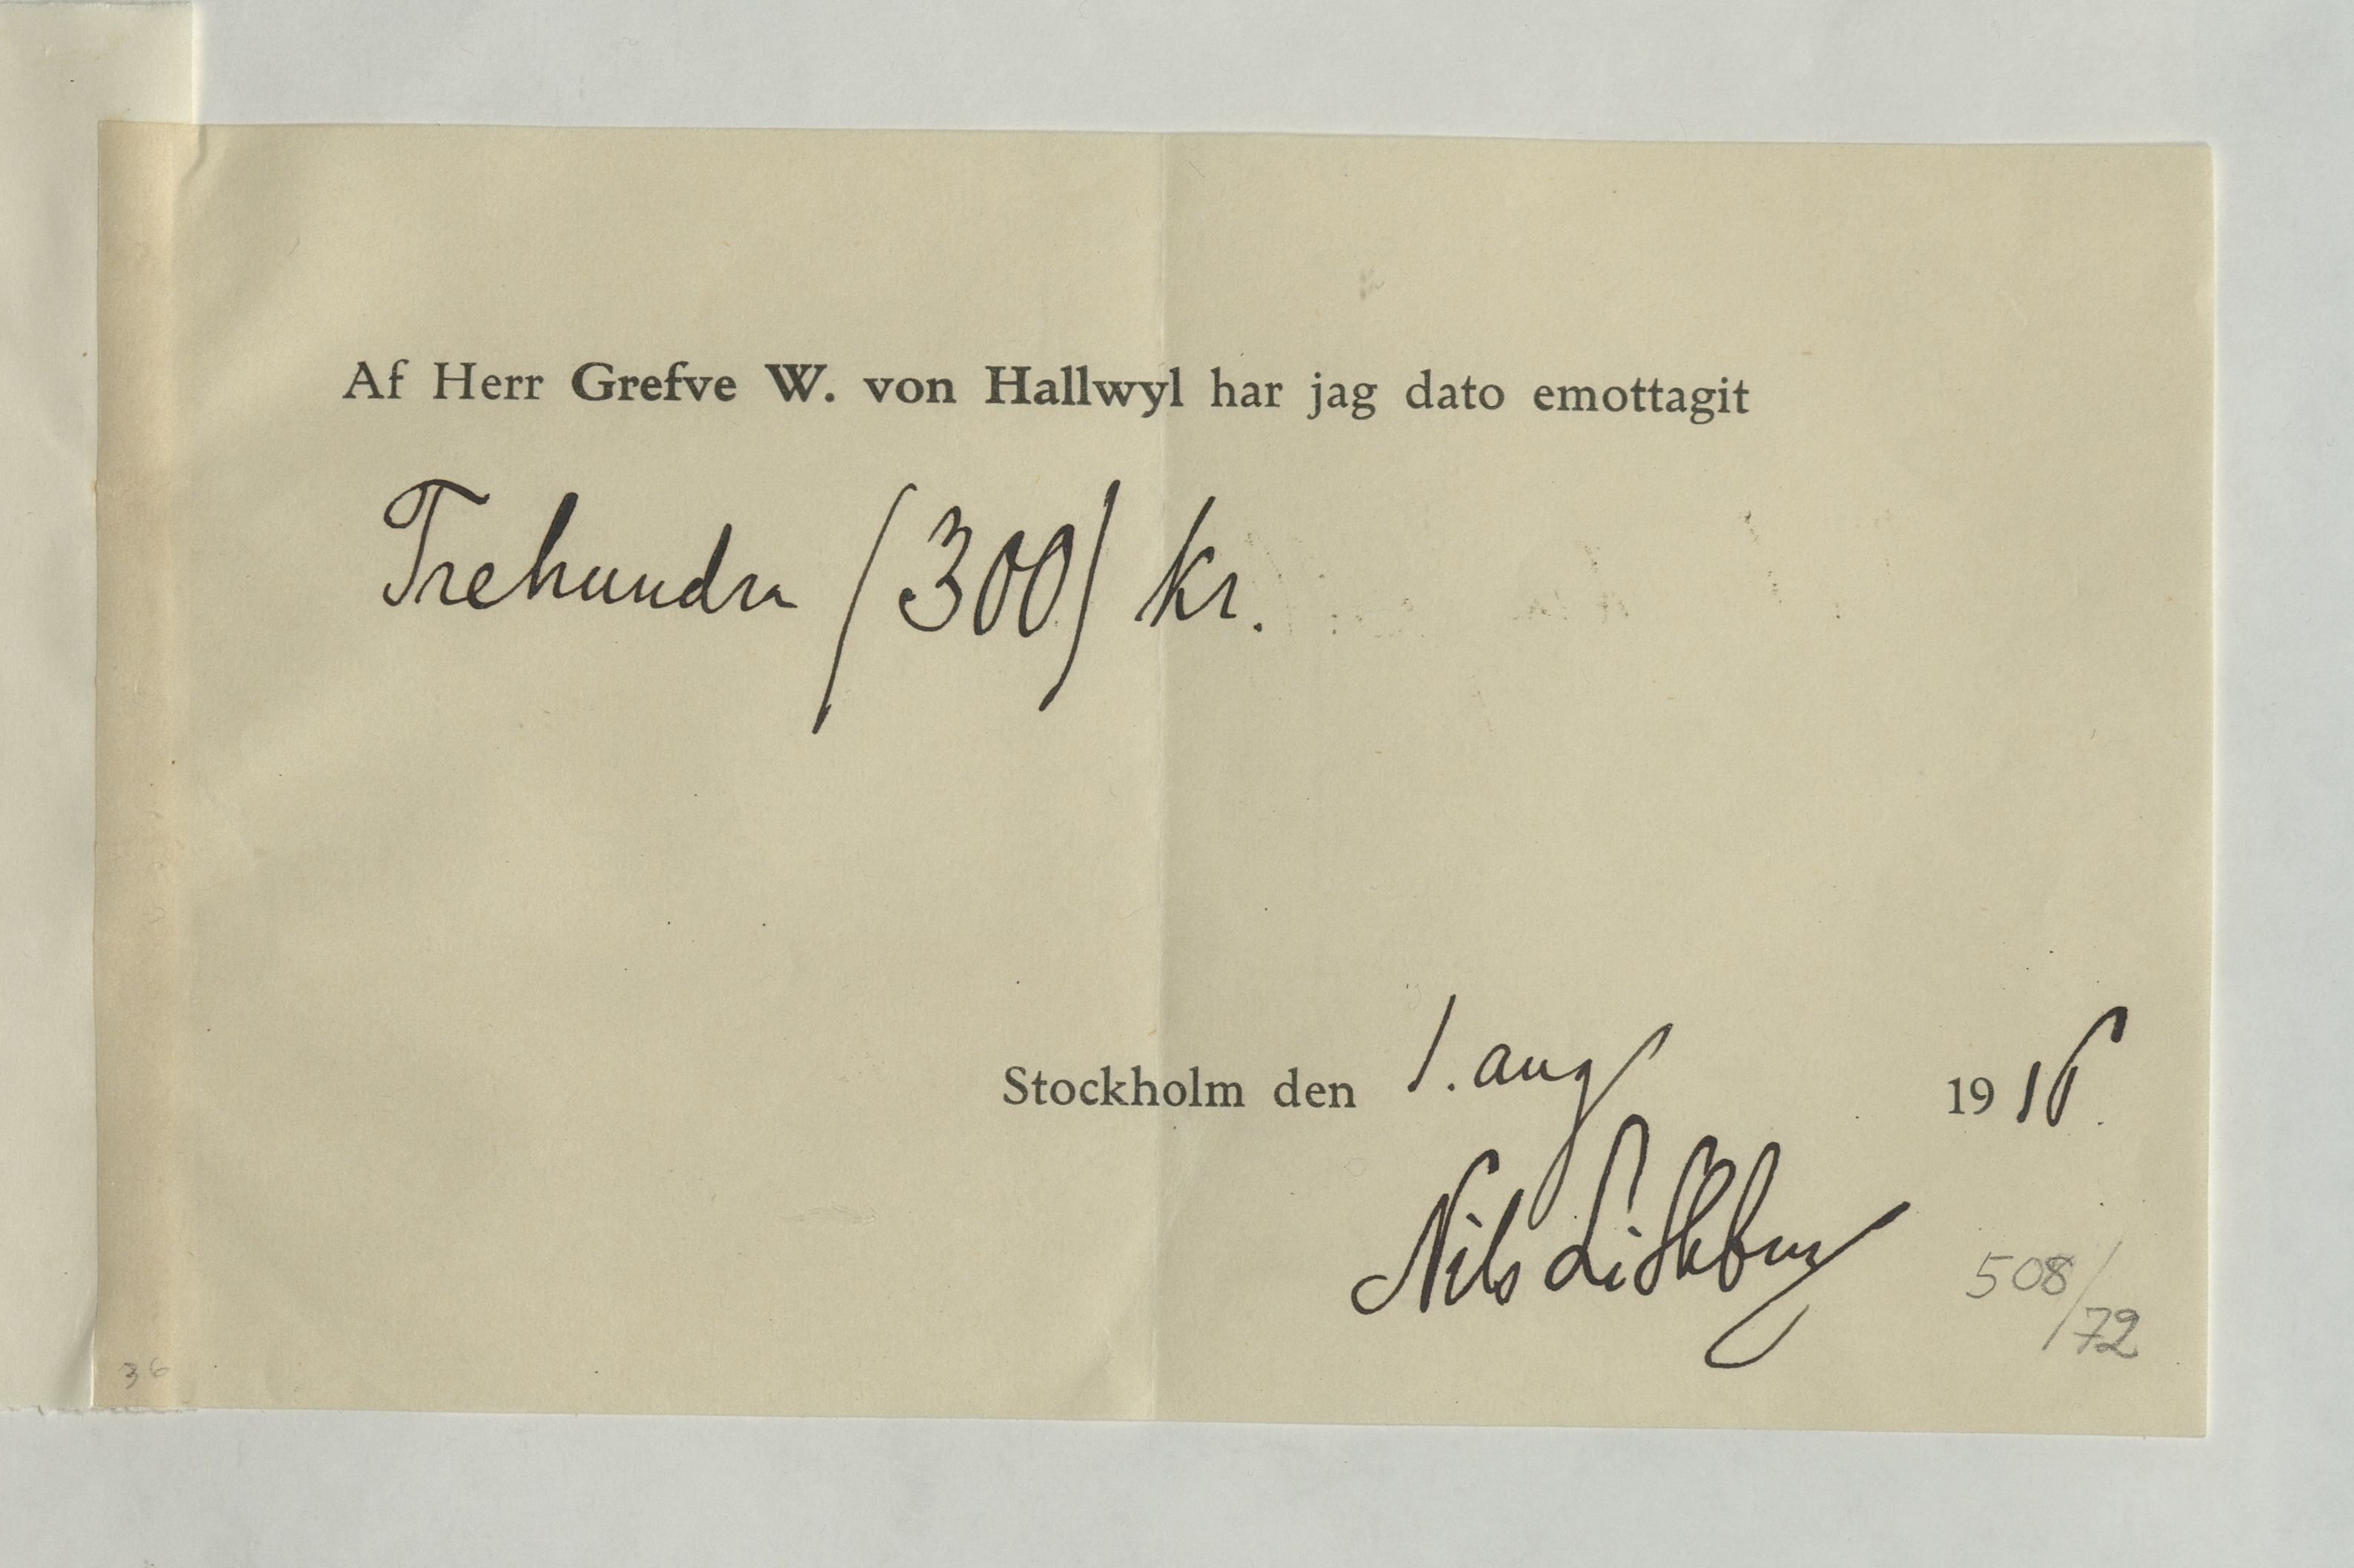 Af Herr Grefve W. von Hallwyl har jag dato emottagit
Trehundra (300) kr.
Stockholm den 1. aug 1916.
Nils
508/72
36